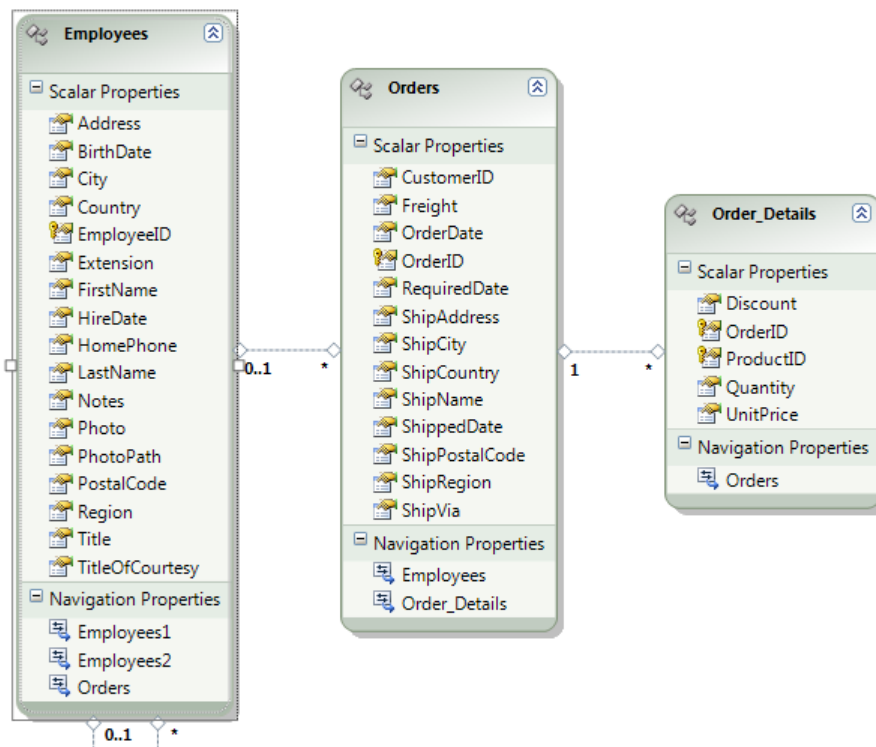 Employees
Scalar Properties
Address
BirthDate
City
Country
EmployeeID
Extension
FirstName
HireDate
HomePhone
LastName
Notes
Photo
PhotoPath
PostalCode
Region
Title
TitleOfCourtesy
Navigation Properties
Employees1
Employees2
Orders
0..1 *
0..1 *
Orders
Scalar Properties
CustomerID
Freight
OrderDate
OrderID
RequiredDate
ShipAddress
ShipCity
ShipCountry
ShipName
ShippedDate
ShipPostalCode
ShipRegion
ShipVia
Navigation Properties
Employees
Order_Details
1 *
Order_Details
Scalar Properties
Discount
OrderID
ProductID
Quantity
UnitPrice
Navigation Properties
Orders